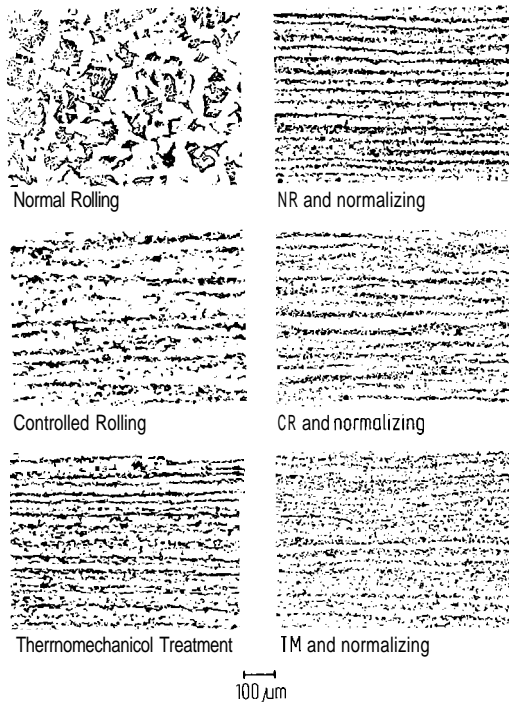 Normal Rolling
NR and normalizing
Controlled Rolling
CR and normalizing
Thermomechanicol Treatment
TM and normalizing
100 µm